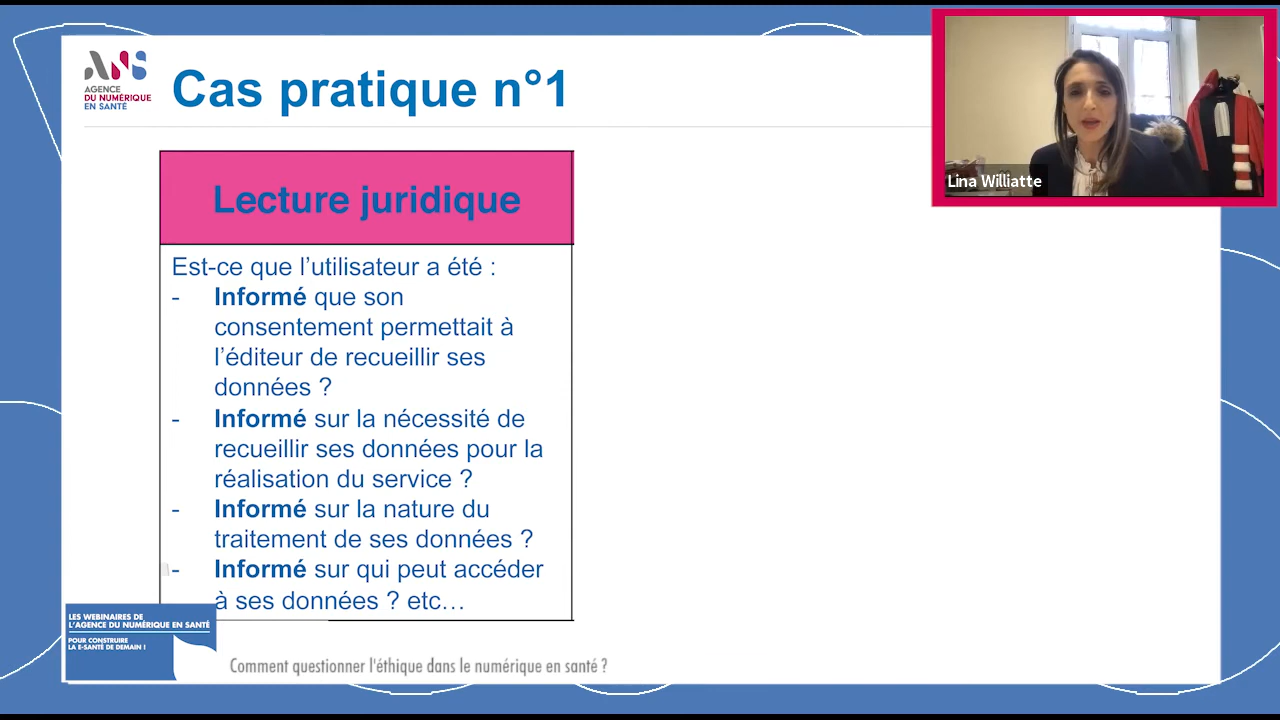 ANS
AGENCE
DU NUMÉRIQUE
EN SANTÉ
Cas pratique n°1
Lina Williatte
Lecture juridique
Est-ce que l’utilisateur a été :
- Informé que son
consentement permettait à
l’éditeur de recueillir ses
données ?
- Informé sur la nécessité de
recueillir ses données pour la
réalisation du service ?
- Informé sur la nature du
traitement de ses données ?
- Informé sur qui peut accéder
à ses données ? etc…
LES WEBINAIRES DE
L'AGENCE DU NUMÉRIQUE EN SANTÉ
POUR CONSTRUIRE
LA E-SANTÉ DE DEMAIN !
Comment questionner l'éthique dans le numérique en santé ?